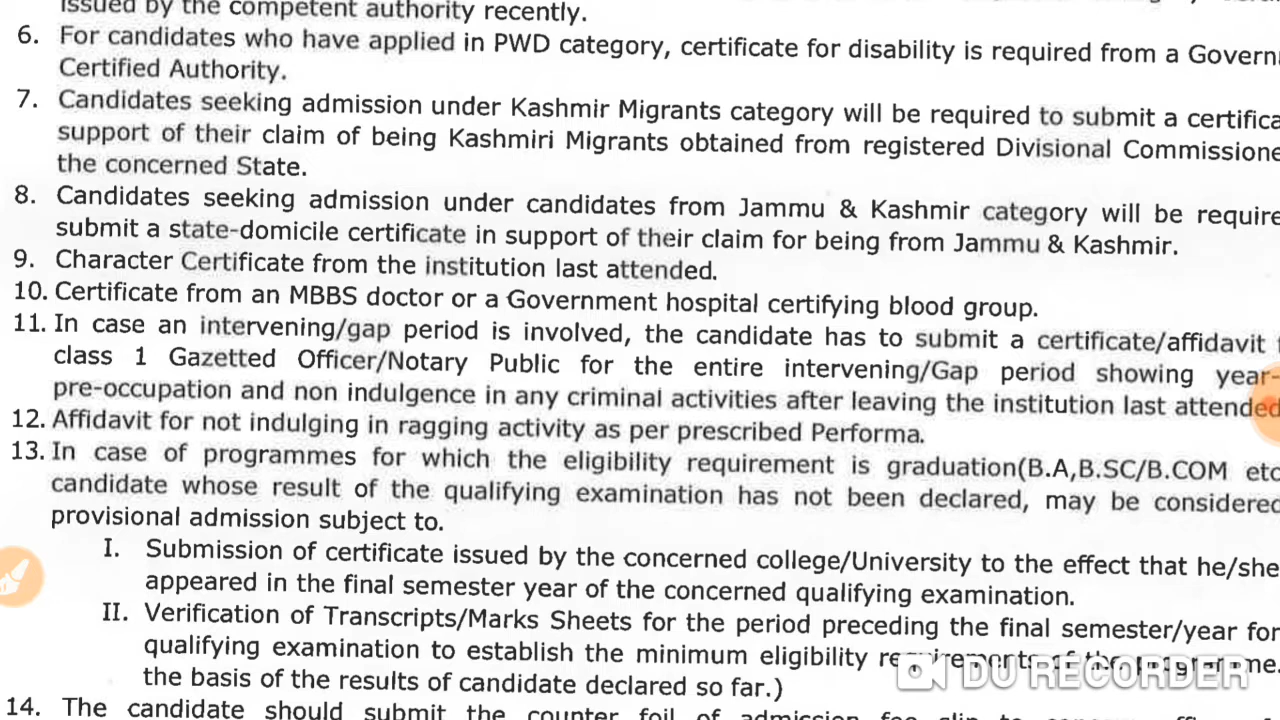 issued by the competent authority recently.
6. For candidates who have applied in PWD category, certificate for disability is required from a Govern
Certified Authority.
7. Candidates seeking admission under Kashmir Migrants category will be required to submit a certifica
support of their claim of being Kashmiri Migrants obtained from registered Divisional Commissione
the concerned State.
8. Candidates seeking admission under candidates from Jammu & Kashmir category will be require
submit a state-domicile certificate in support of their claim for being from Jammu & Kashmir.
9. Character Certificate from the institution last attended.
10. Certificate from an MBBS doctor or a Government hospital certifying blood group.
11. In case an intervening/gap period is involved, the candidate has to submit a certificate/affidavit
class 1 Gazetted Officer/Notary Public for the entire intervening/Gap period showing year-
pre-occupation and non indulgence in any criminal activities after leaving the institution last attended
12. Affidavit for not indulging in ragging activity as per prescribed Performa.
13. In case of programmes for which the eligibility requirement is graduation(B.A,B.SC/B.COM etc
candidate whose result of the qualifying examination has not been declared, may be considered
provisional admission subject to.
I. Submission of certificate issued by the concerned college/University to the effect that he/she
appeared in the final semester year of the concerned qualifying examination.
II. Verification of Transcripts/Marks Sheets for the period preceding the final semester/year for
qualifying examination to establish the minimum eligibility requirements of the programme.
the basis of the results of candidate declared so far.)
14. The candidate should submit the counter foil of admission fee slip to
DU RECORDER